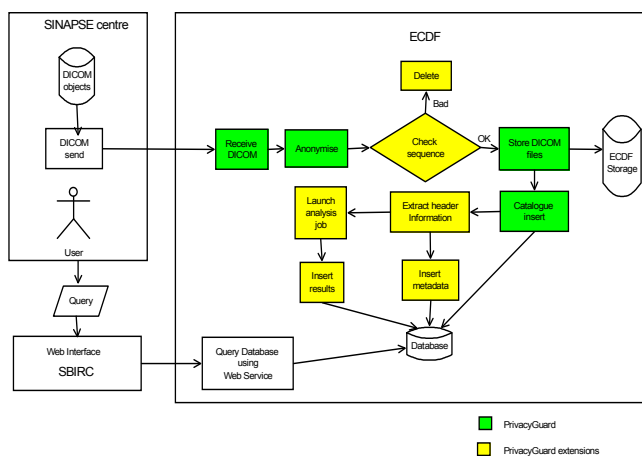 SINAPSE centre
ECDF
DICOM
objects
Delete
Bad
DICOM
send
Receive
DICOM
Anonymise
Check
sequence
OK
Store DICOM
files
ECDF
Storage
User
Launch
analysis
job
Extract header
Information
Catalogue
insert
Insert
results
Insert
metadata
Query
Web Interface
SBIRC
Query Database
using
Web Service
Database
PrivacyGuard
PrivacyGuard extensions